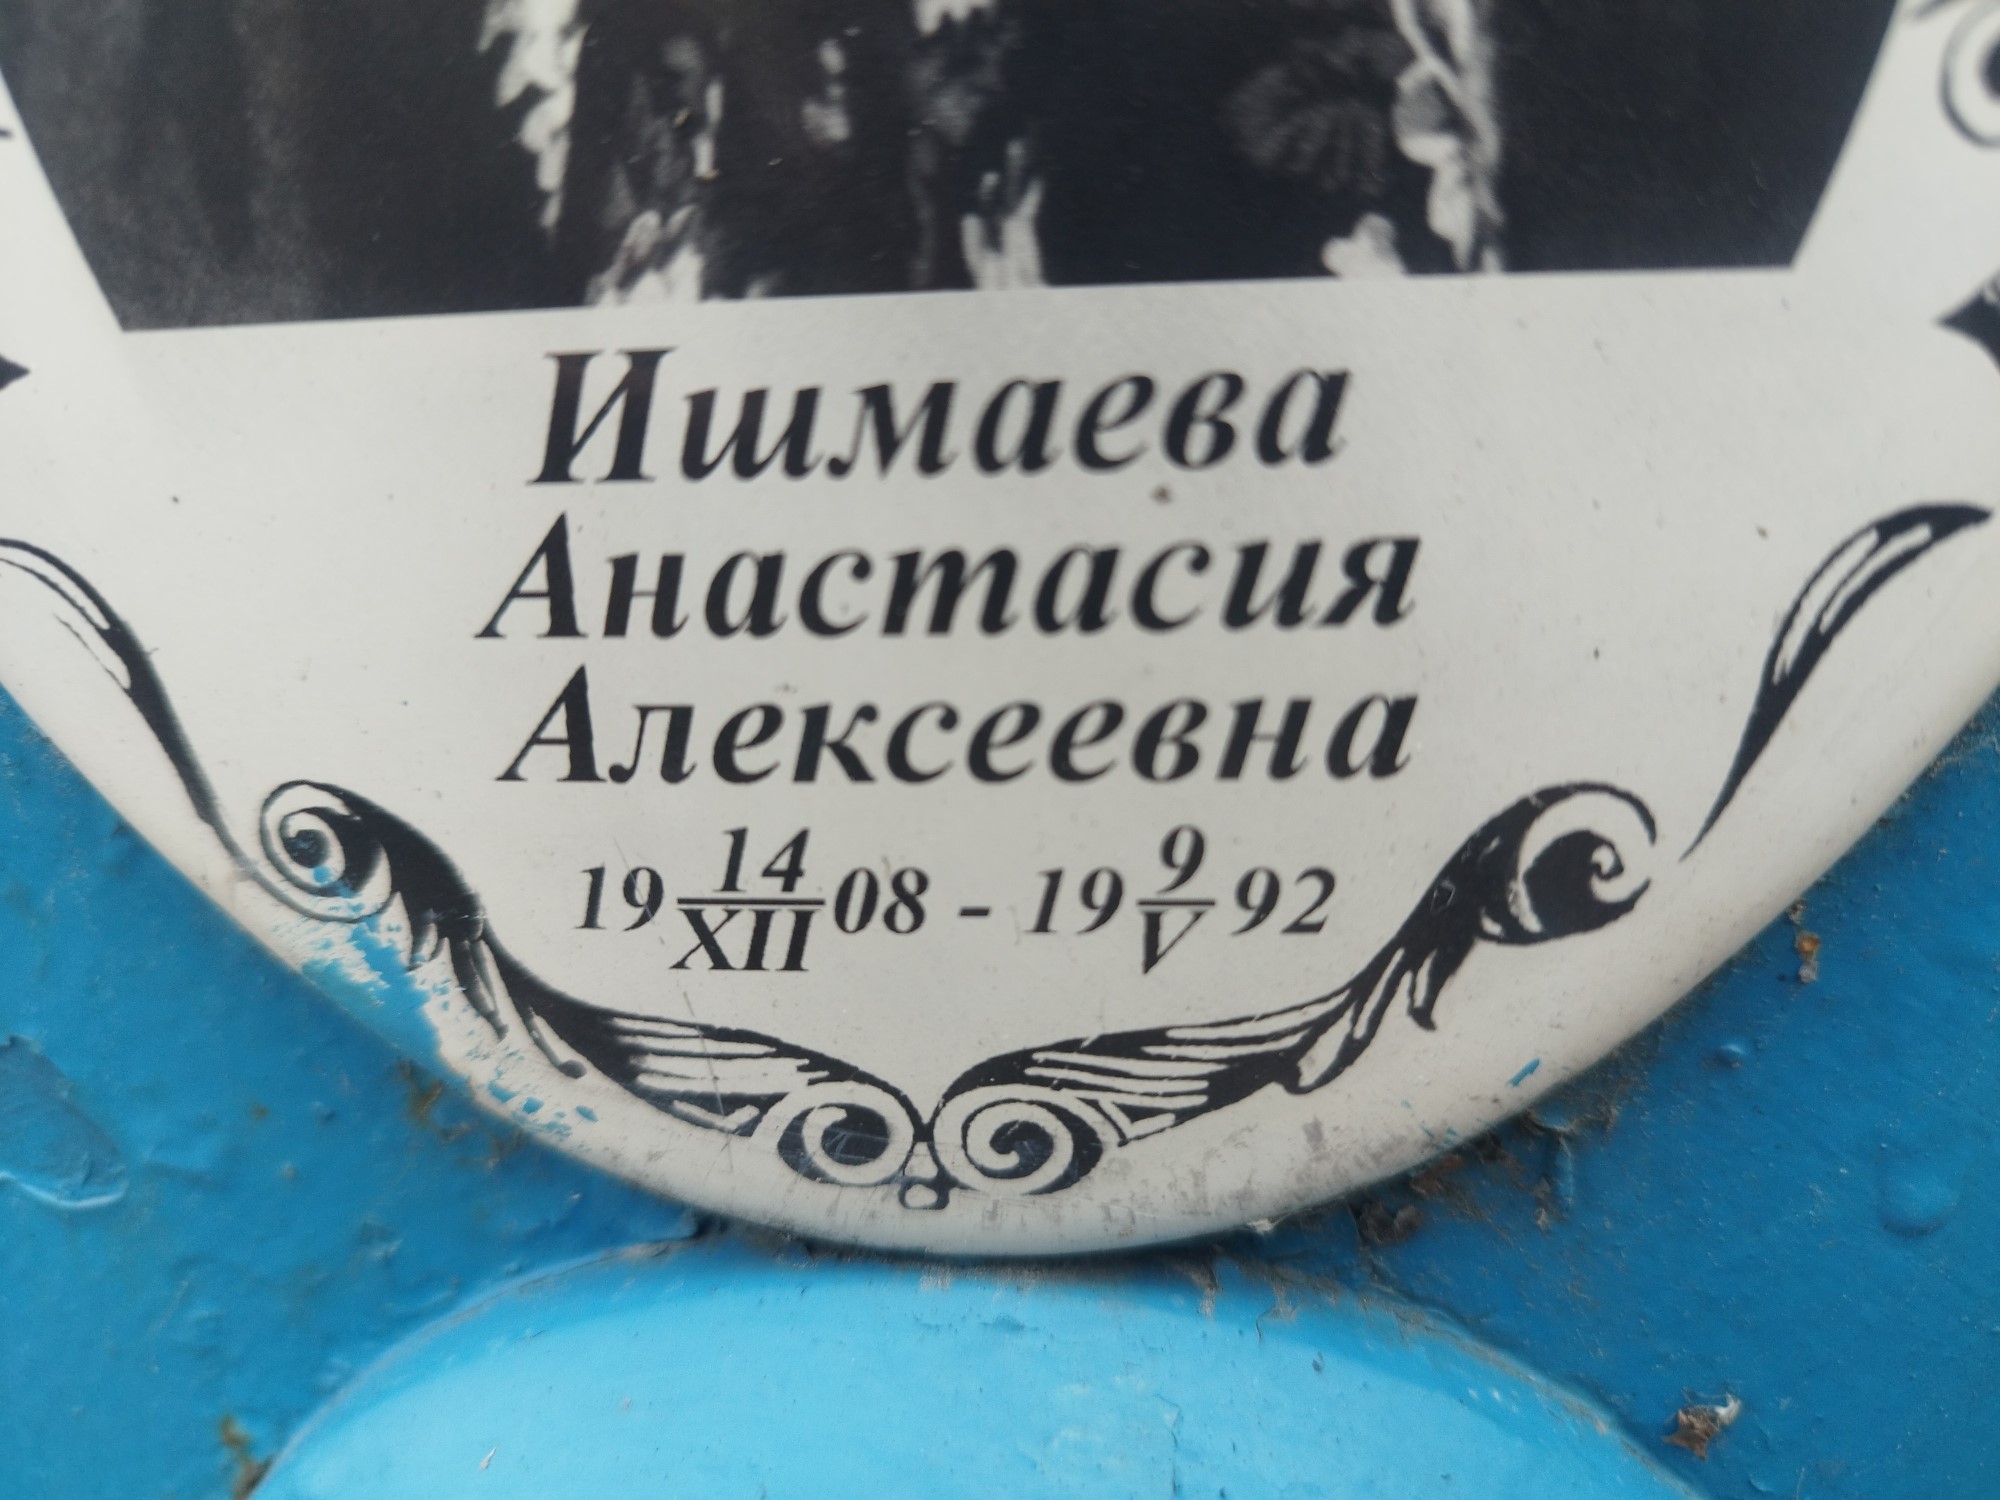 Ишмаева
Анастасия
Алексеевна
19 14/XII 08 - 19 9/V 92